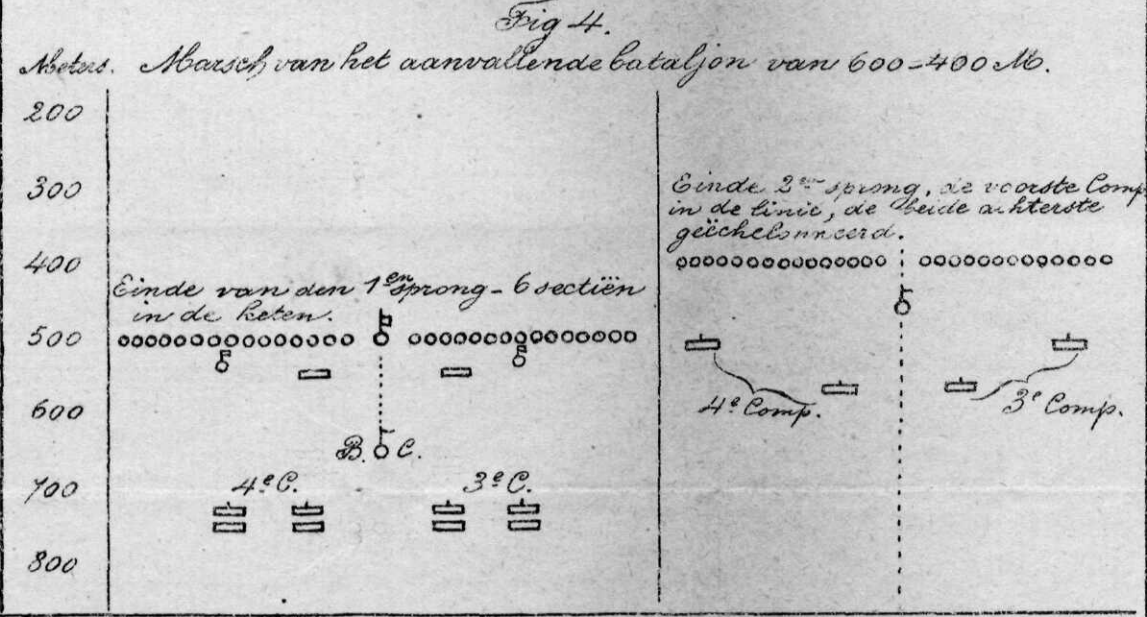 Fig 4.
Meters. Marsch van het aanvallende bataljon van 600-400 M.
200
300
400
500
600
700
800
Einde van den 1en sprong - 6 sectiën
in de keten.
B. C.
4e C. 3e C.
Einde 2en sprong, de voorste Comp.
in de linie, de beide achterste
geëchelonneerd.
4e Comp. 3e Comp.